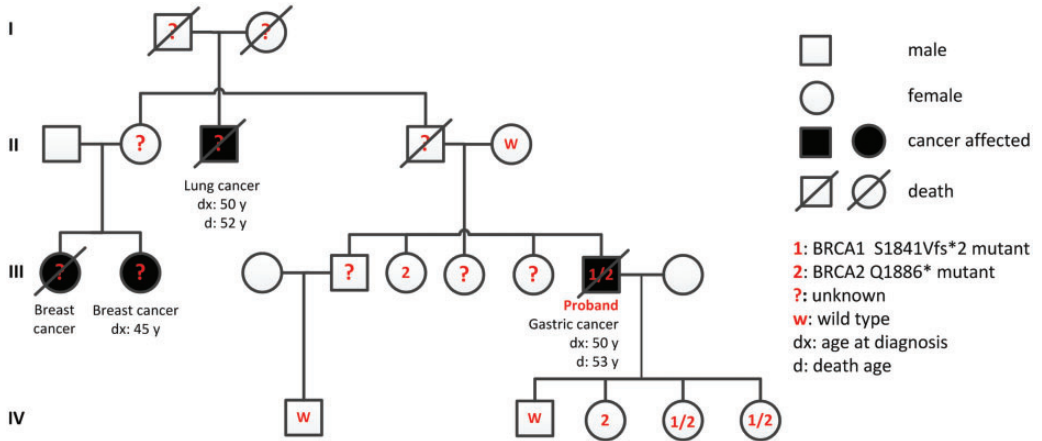 I
? ?
male
female
II
? ? ? W
cancer affected
Lung cancer
dx: 50 y
d: 52 y
death
1: BRCA1 S1841Vfs*2 mutant
III
? ? ? 2 ? ? 1/2
2: BRCA2 Q1886* mutant
Breast
cancer
Breast cancer
dx: 45 y
Proband
Gastric cancer
dx: 50 y
d: 53 y
?: unknown
w: wild type
dx: age at diagnosis
d: death age
IV
W W 2 1/2 1/2